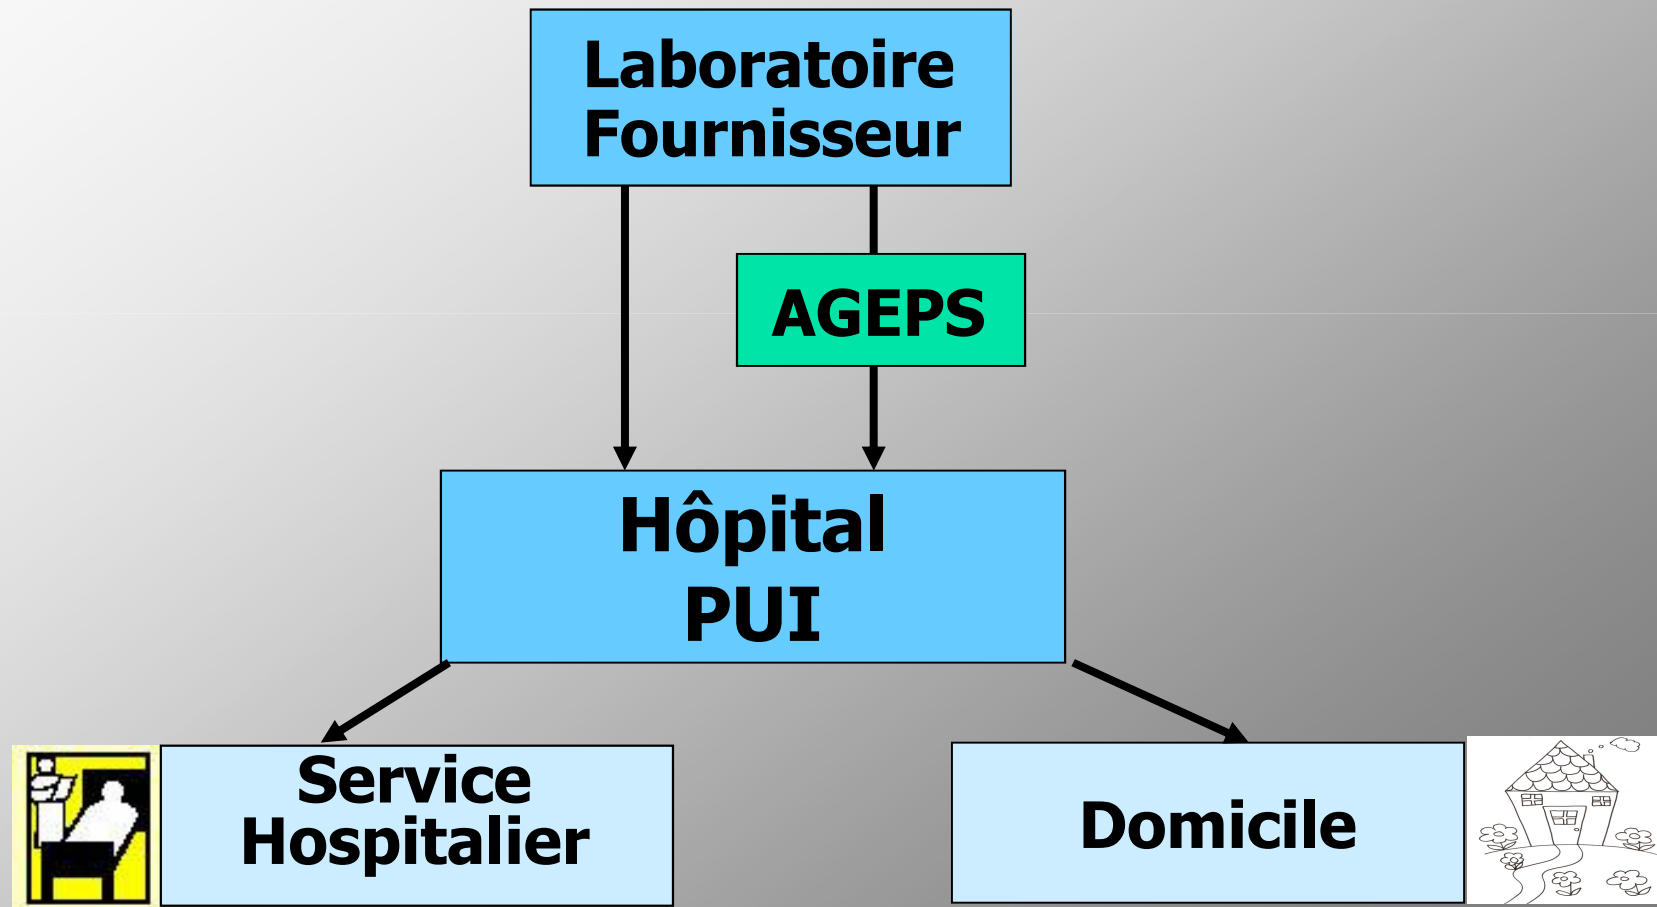 Laboratoire
Fournisseur
AGEPS
Hôpital
PUI
Service
Hospitalier
Domicile